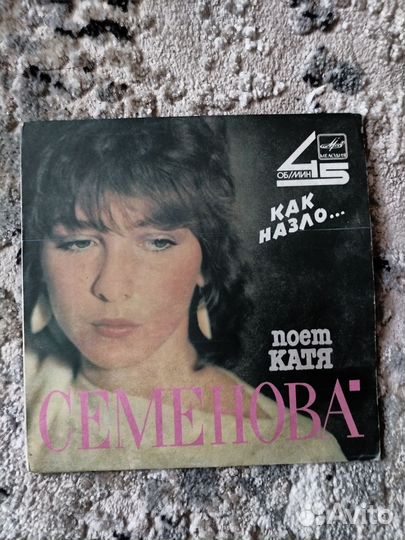 45
ОБ/МИН
МЕЛОДИЯ
КАК
НАЗЛО...
поет
КАТЯ
СЕМЕНОВА
Avito